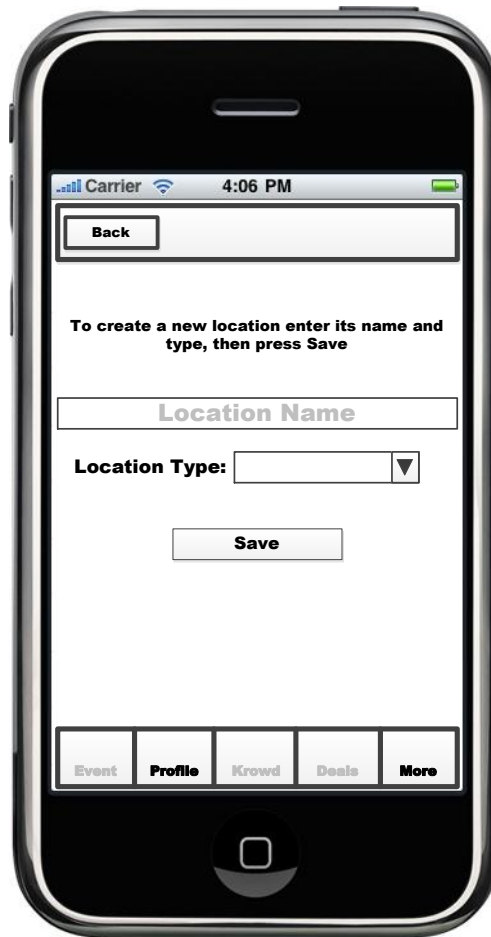 Carrier 4:06 PM
Back
To create a new location enter its name and
type, then press Save
Location Name
Location Type:
Save
Event Profile Krowd Deals More